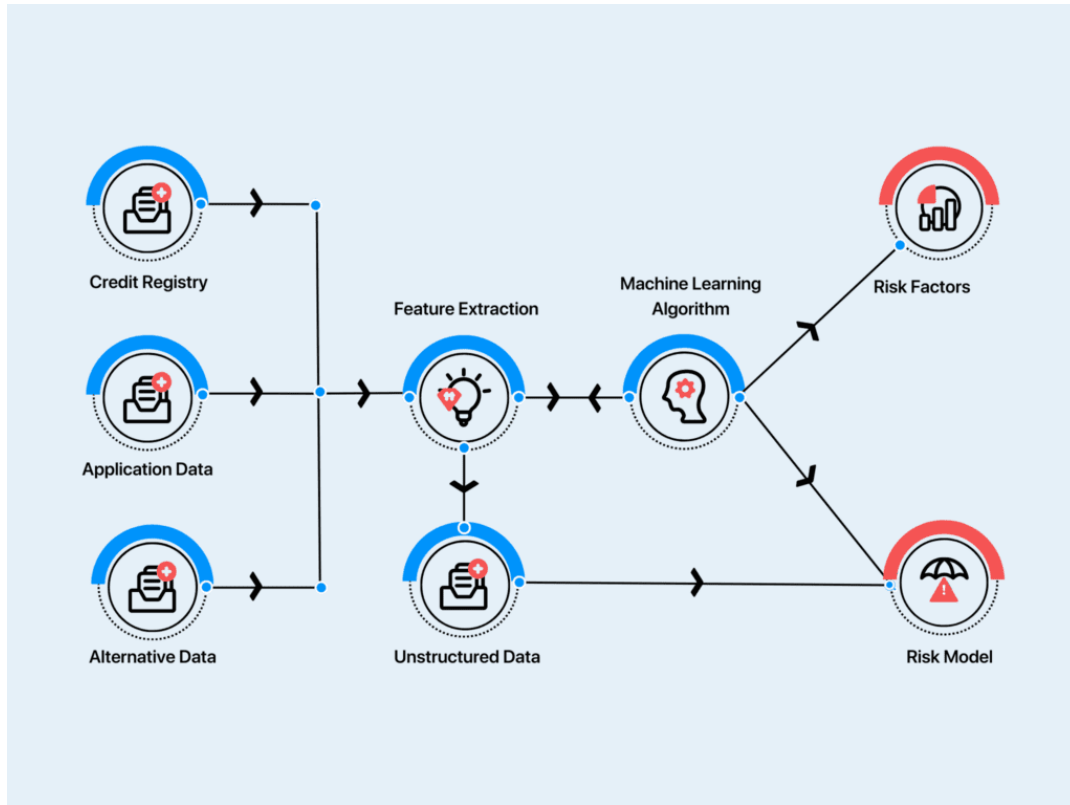 Credit Registry
Application Data
Alternative Data
Feature Extraction
Unstructured Data
Machine Learning
Algorithm
Risk Factors
Risk Model